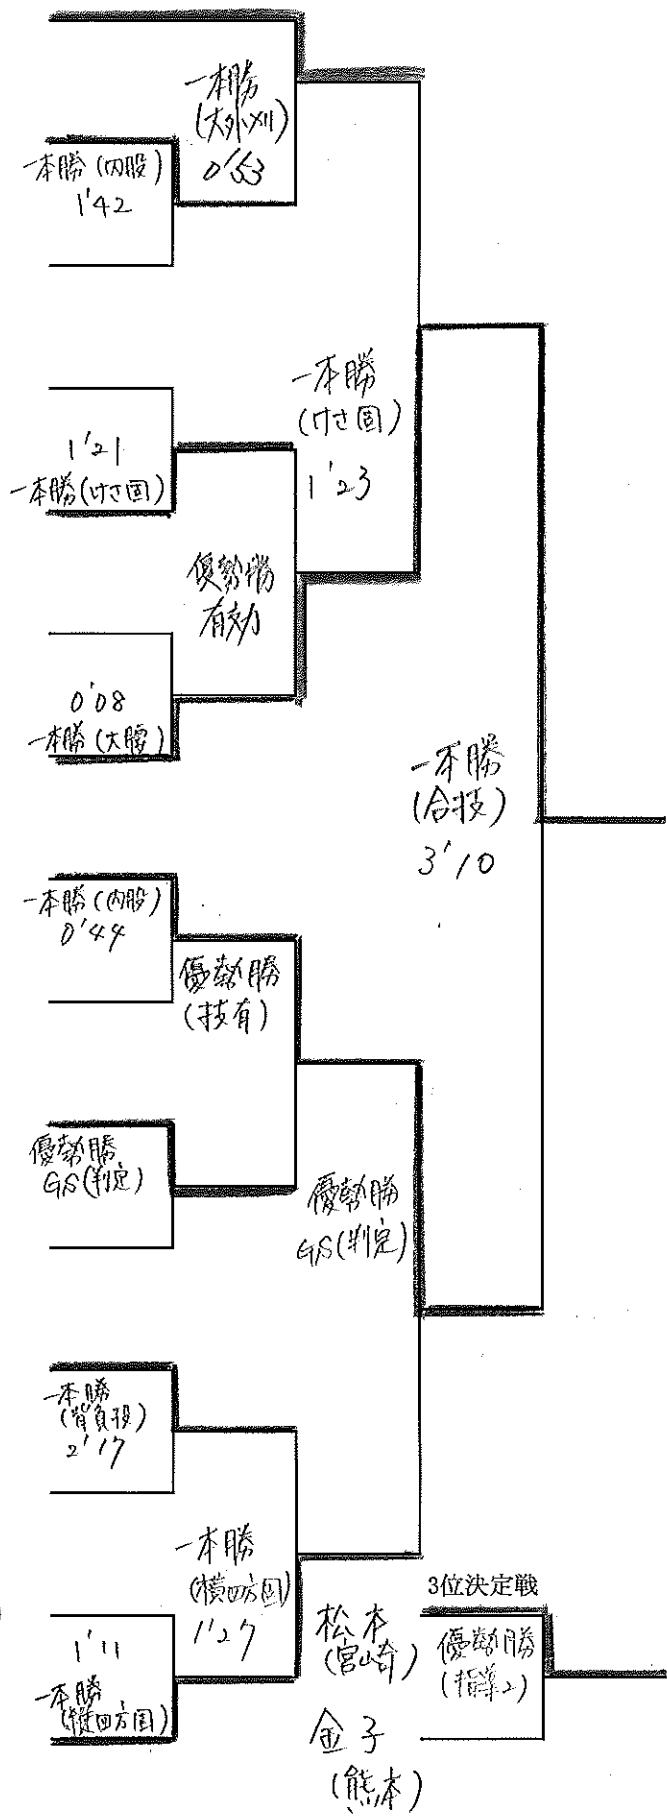 一本勝
(大外刈)
0'53
一本勝(内股)
1'42
一本勝
(けさ固)
1'23
1'21
一本勝(けさ固)
優勢勝
有効
0'08
一本勝(大腰)
一本勝
(合技)
3'10
一本勝(内股)
0'44
優勢勝
(技有)
優勢勝
GS(判定)
優勢勝
GS(判定)
一本勝
(背負投)
2'17
一本勝
(横四方固)
1'27
3位決定戦
松本
(宮崎)
優勢勝
(指導2)
1'11
一本勝
(縦四方固)
金子
(熊本)